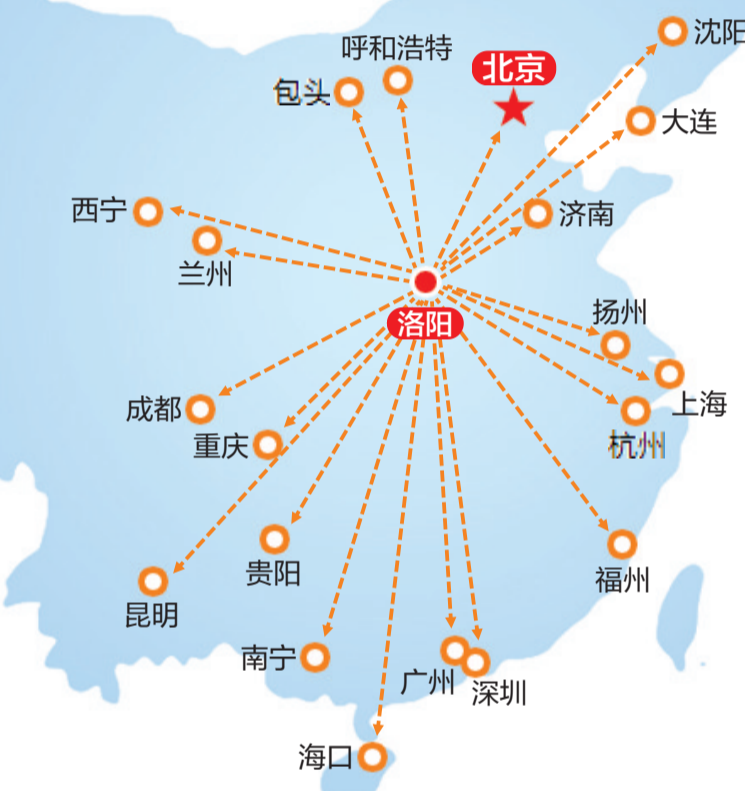 沈阳
呼和浩特
北京
包头
大连
西宁
济南
兰州
扬州
洛阳
上海
成都
重庆
杭州
贵阳
福州
昆明
南宁
广州
深圳
海口